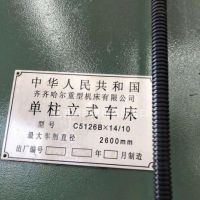 中华人民共和国
齐齐哈尔重型机床有限公司
单柱立式车床
型号 C5126B×14/10
最大车削直径 2600mm
出厂编号 年 月制造